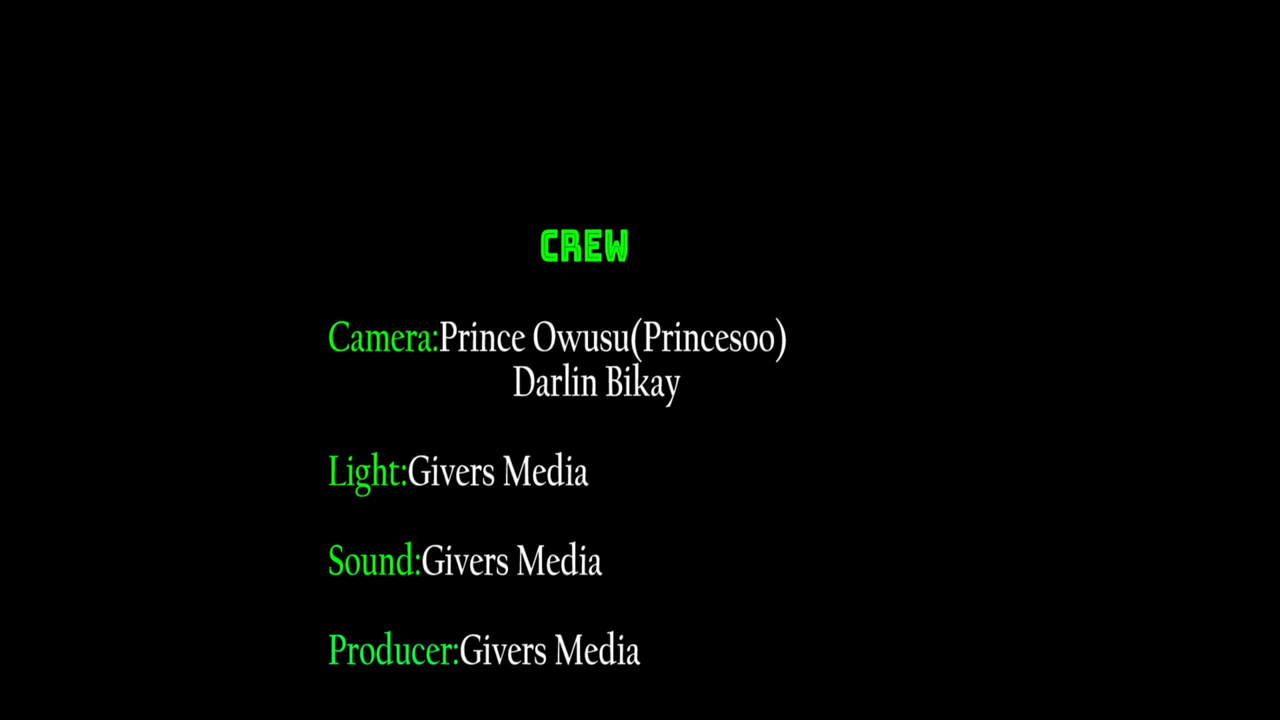 CREW
Camera:Prince Owusu(Princesoo)
Darlin Bikay
Light:Givers Media
Sound:Givers Media
Producer:Givers Media